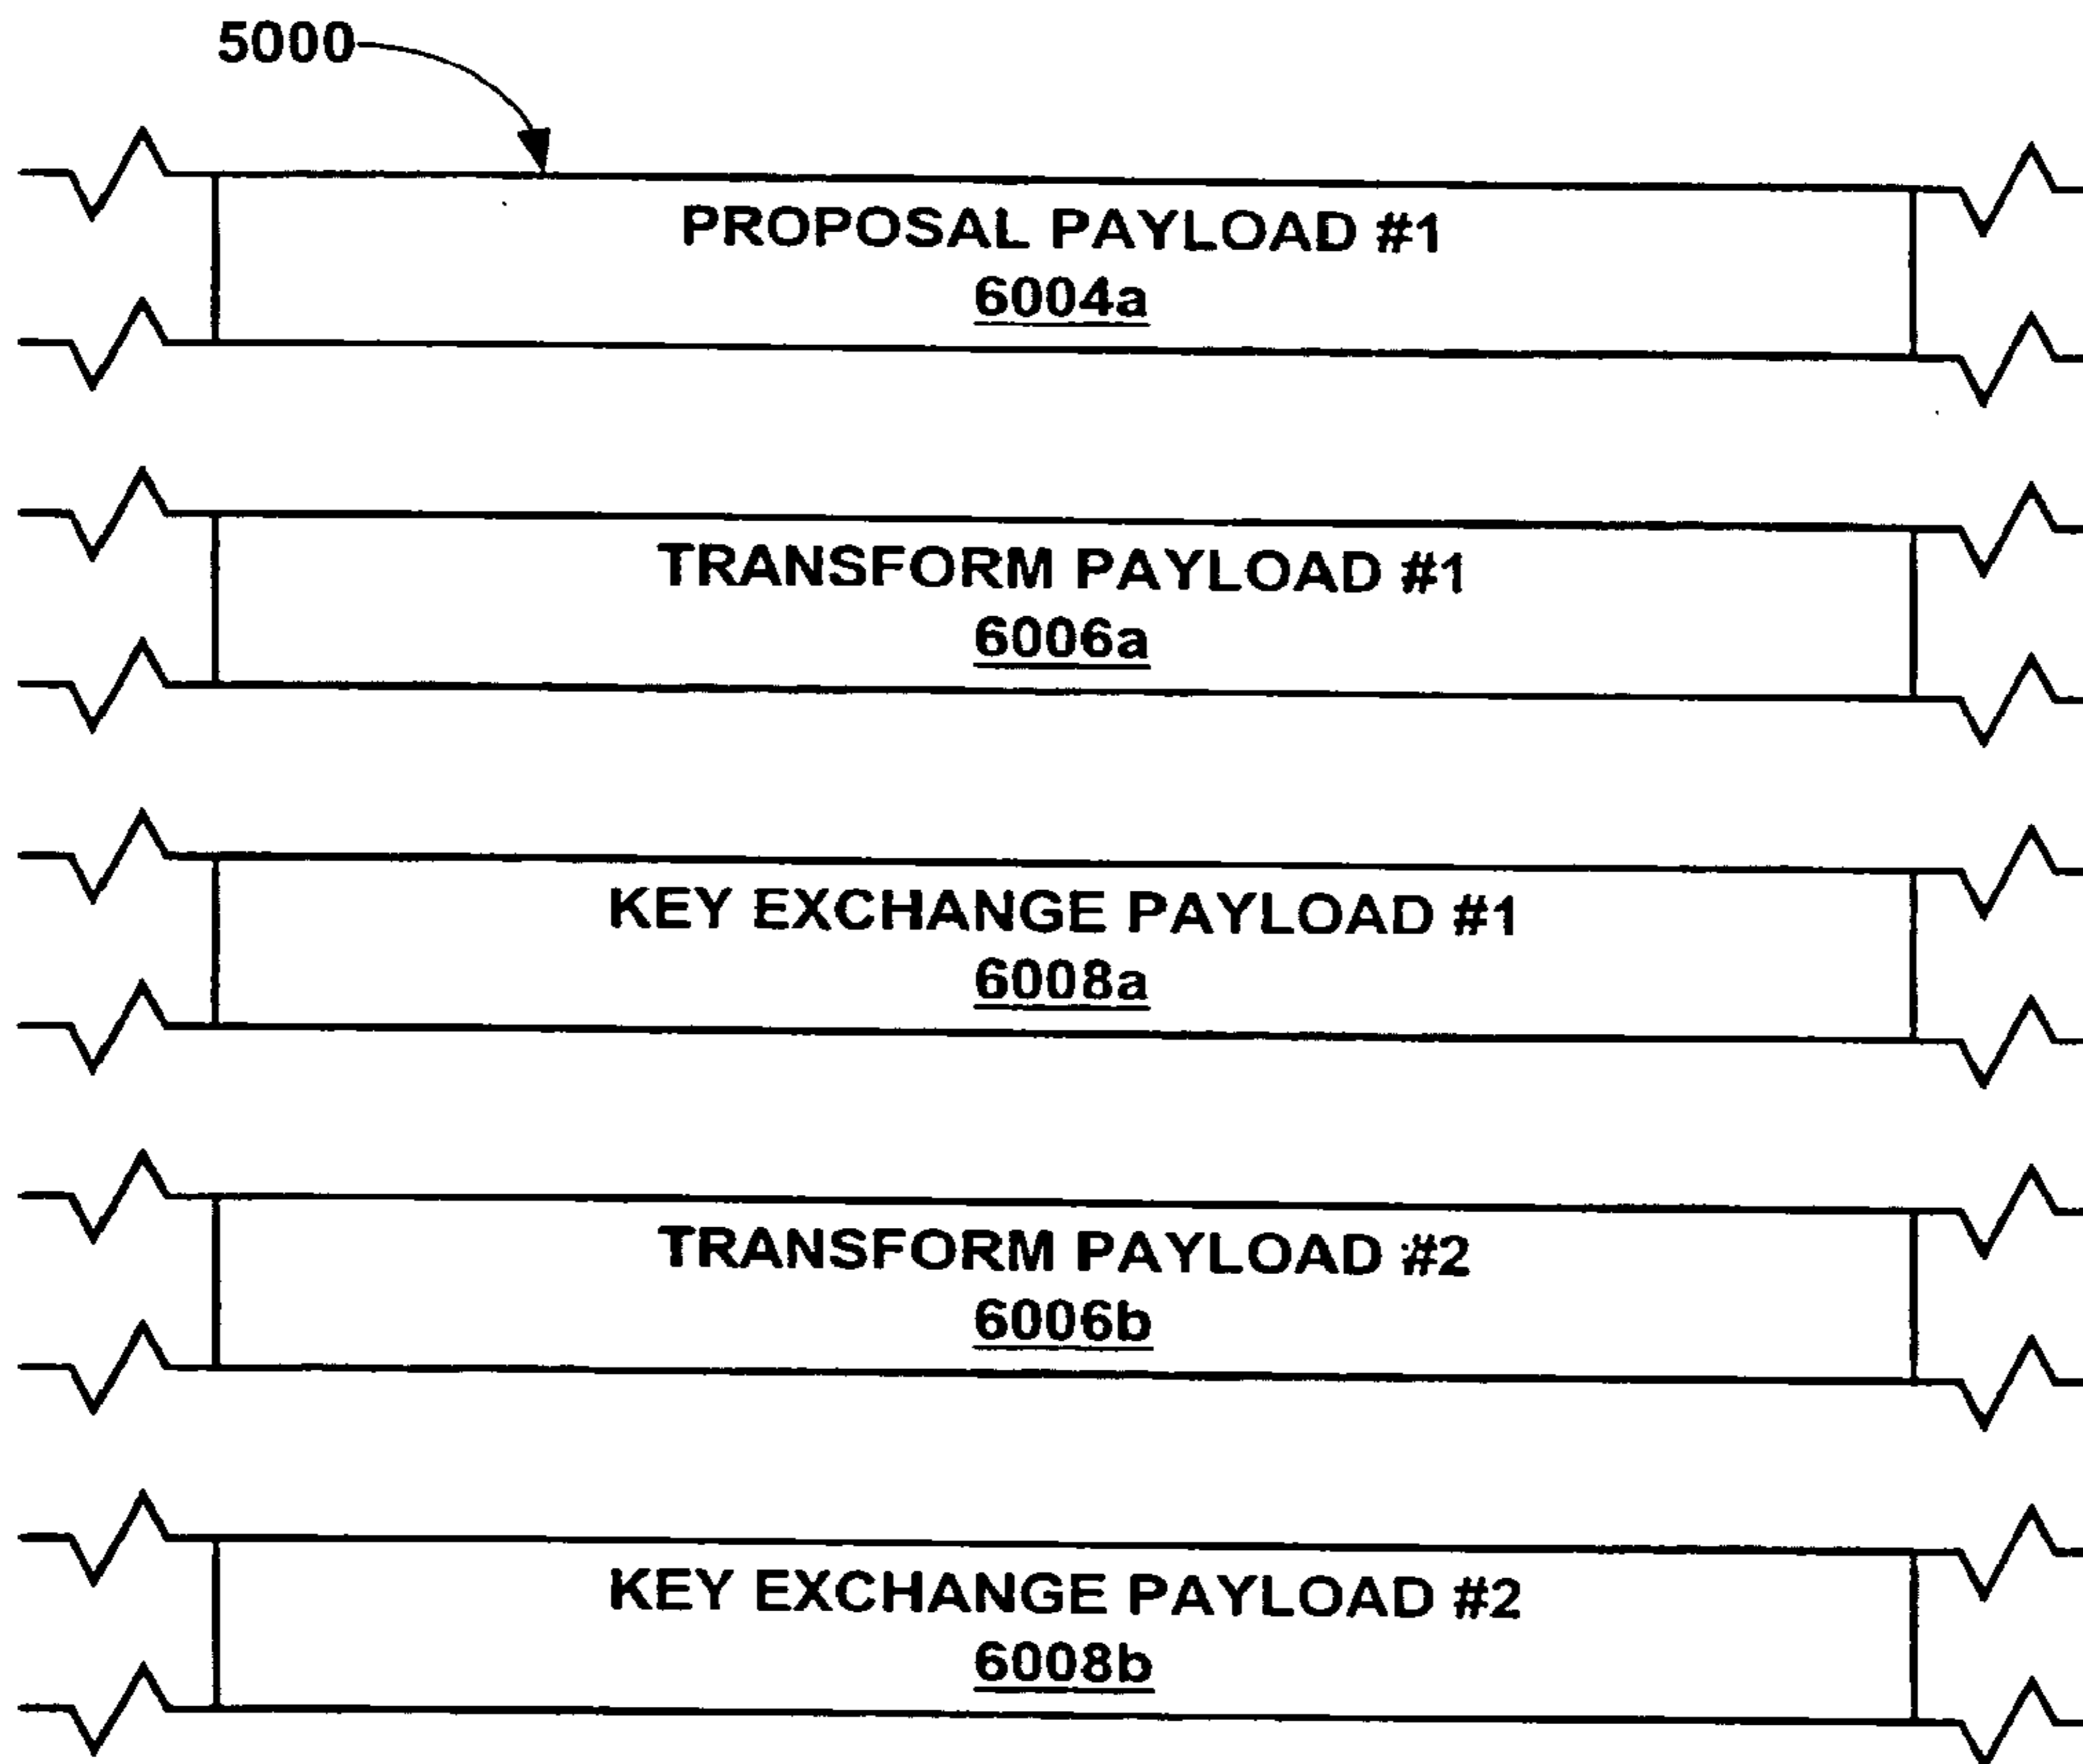 5000
PROPOSAL PAYLOAD #1
6004a
TRANSFORM PAYLOAD #1
6006a
KEY EXCHANGE PAYLOAD #1
6008a
TRANSFORM PAYLOAD #2
6006b
KEY EXCHANGE PAYLOAD #2
6008b